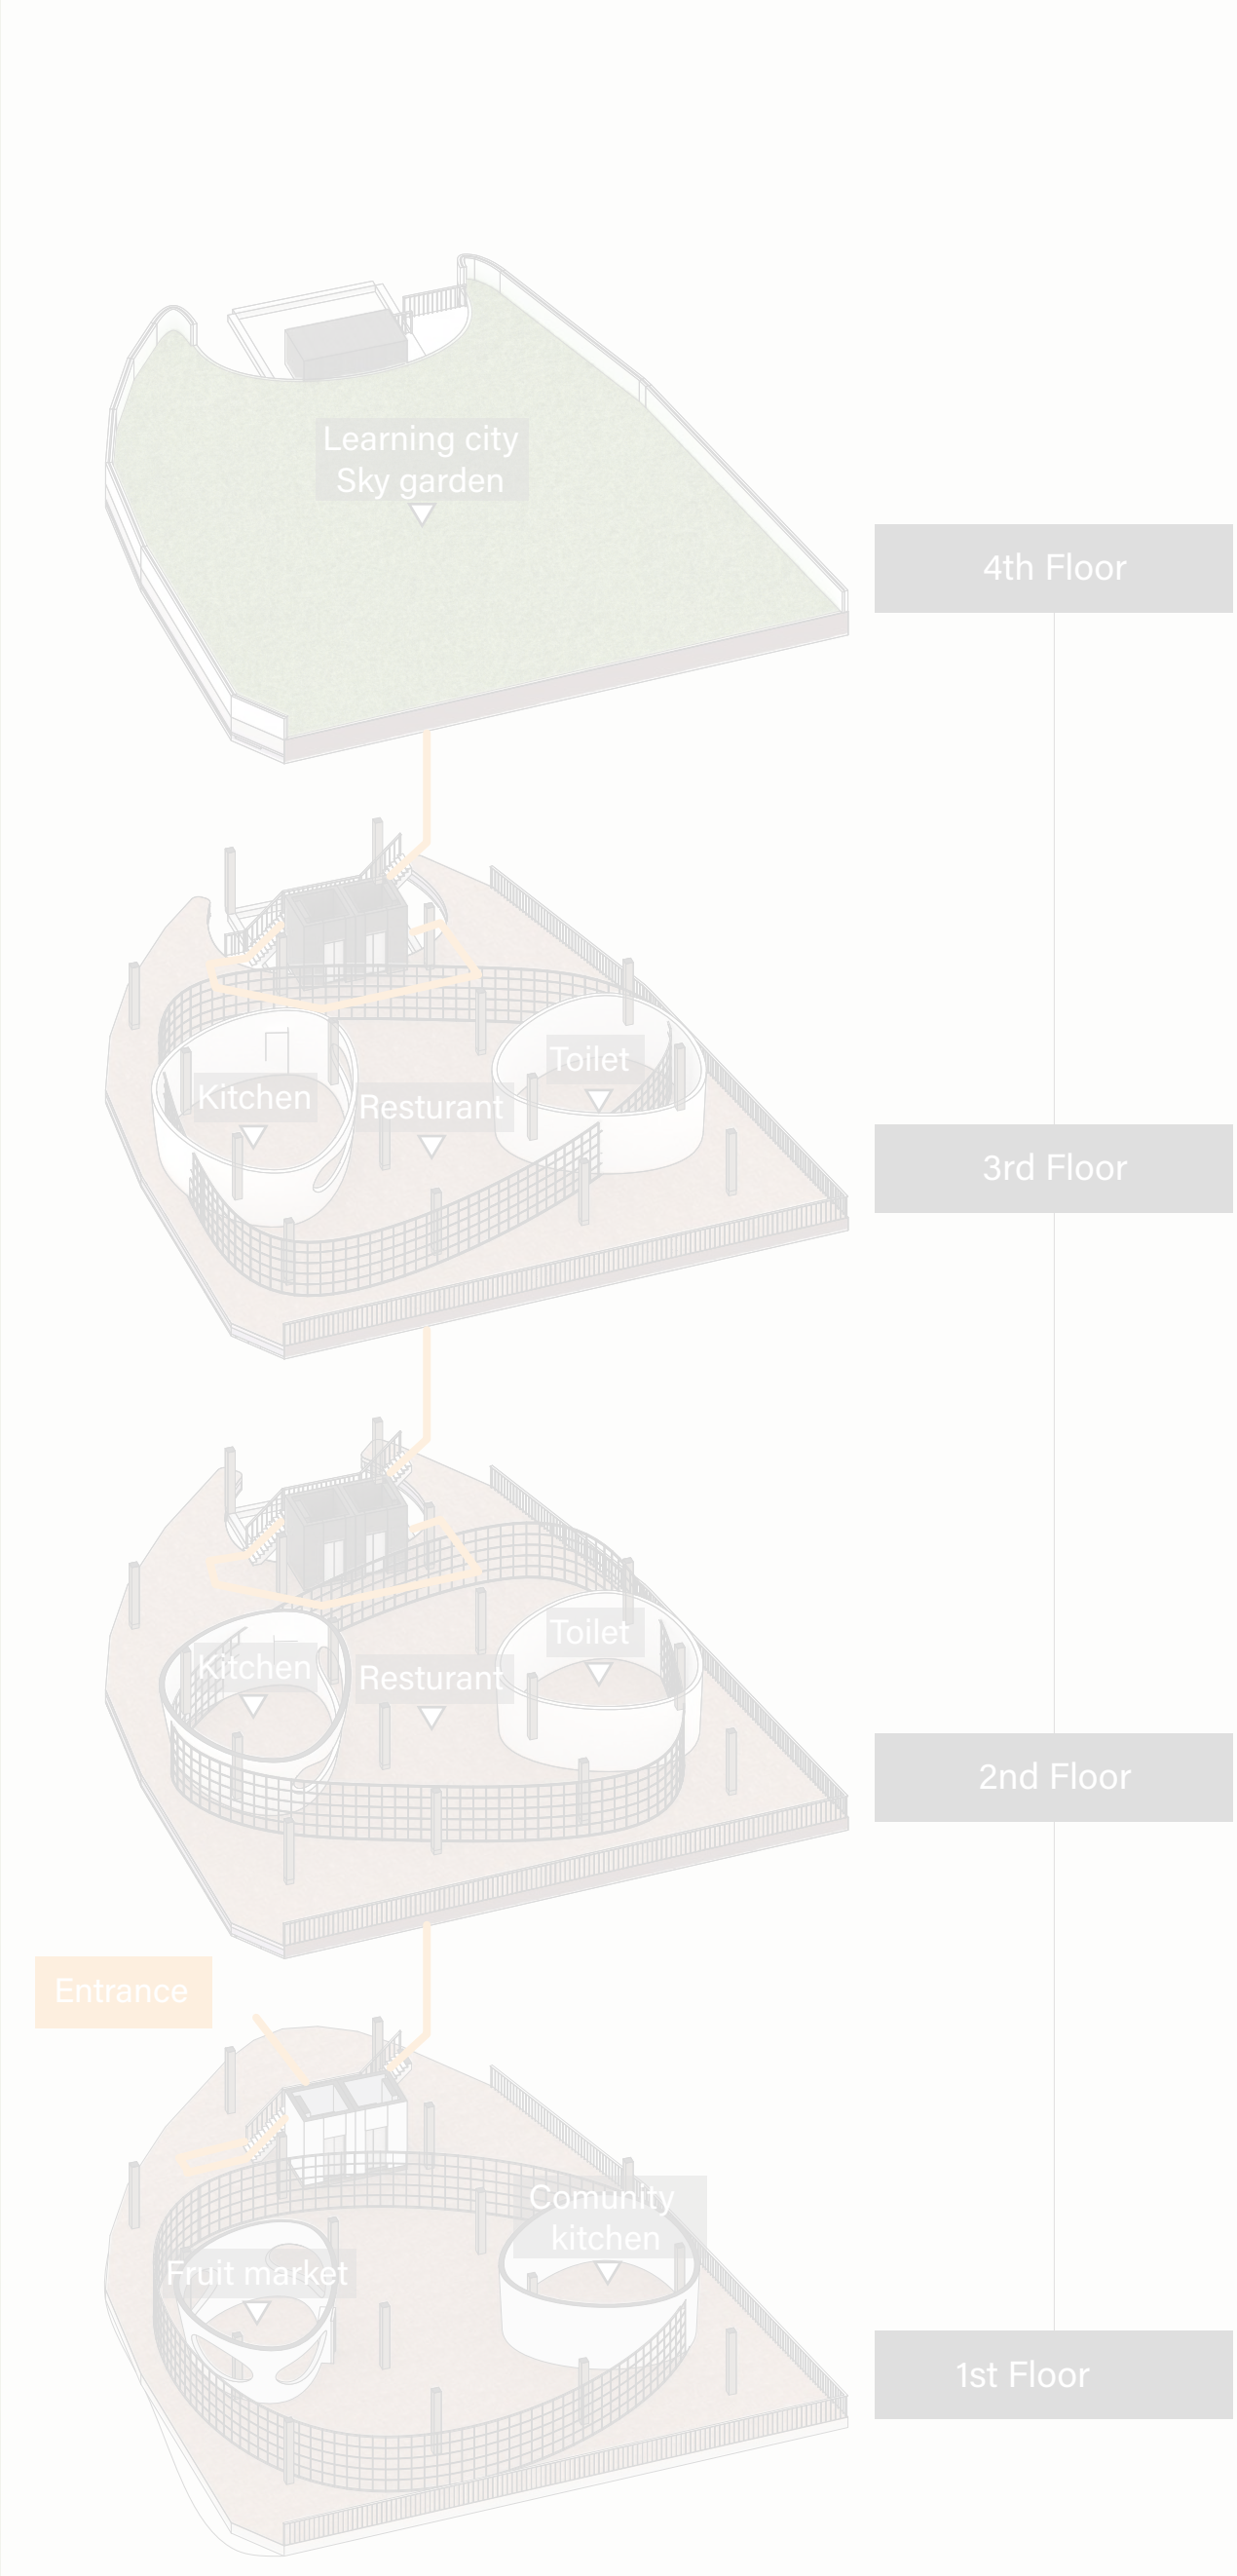 Learning city
Sky garden
4th Floor
Toilet
Kitchen
Resturant
3rd Floor
Toilet
Kitchen
Resturant
2nd Floor
Entrance
Comunity
kitchen
Fruit market
1st Floor